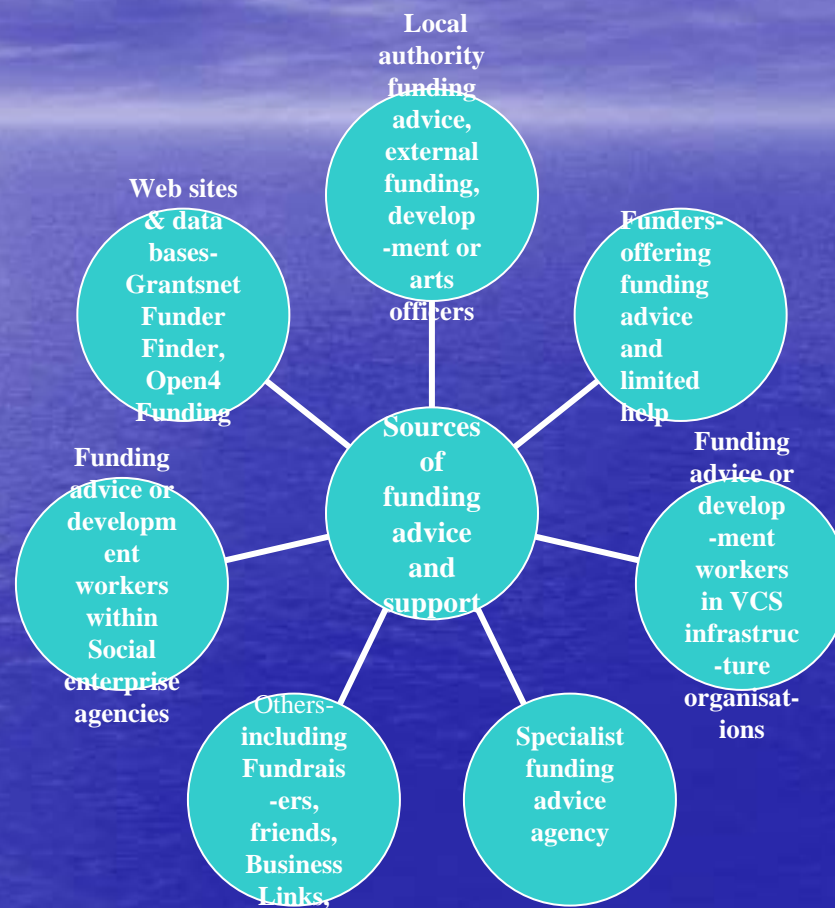 Local
authority
funding
advice,
external
funding,
develop
-ment or
arts
officers
Funders-
offering
funding
advice
and
limited
help
Funding
advice or
develop
-ment
workers
in VCS
infrastruc
-ture
organisat-
ions
Specialist
funding
advice
agency
Others-
including
Fundrais
-ers,
friends,
Business
Links,
Funding
advice or
developm
ent
workers
within
Social
enterprise
agencies
Web sites
& data
bases-
Grantsnet
Funder
Finder,
Open4
Funding
Sources
of
funding
advice
and
support